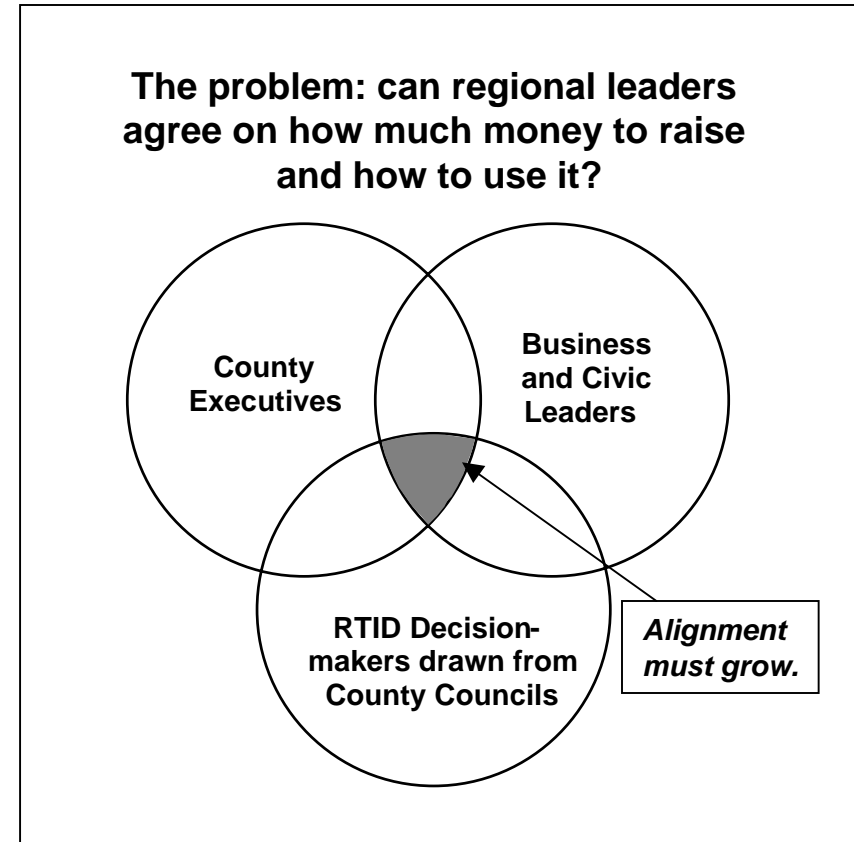 The problem: can regional leaders
agree on how much money to raise
and how to use it?
County
Executives
Business
and Civic
Leaders
RTID Decision-
makers drawn from
County Councils
Alignment
must grow.